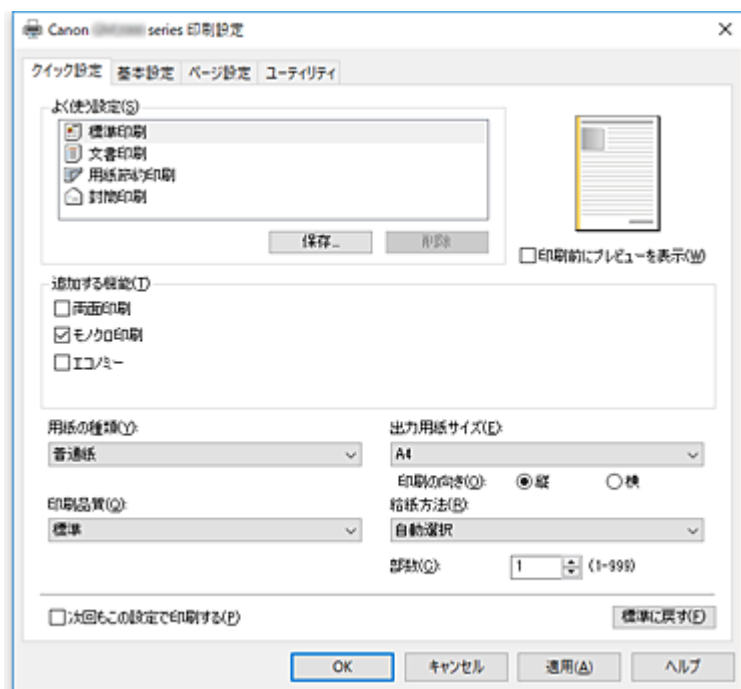 Canon series 印刷設定
クイック設定 基本設定 ページ設定 ユーティリティ
よく使う設定(S)
標準印刷
文書印刷
用紙節約印刷
封筒印刷
保存... 削除
印刷前にプレビューを表示(W)
追加する機能(T)
両面印刷
モノクロ印刷
エコノミー
用紙の種類(Y):
普通紙
出力用紙サイズ(E):
A4
印刷の向き(O): 縦 横
印刷品質(Q):
標準
給紙方法(R):
自動選択
部数(C): 1 (1-999)
次回もこの設定で印刷する(P)
標準に戻す(F)
OK キャンセル 適用(A) ヘルプ